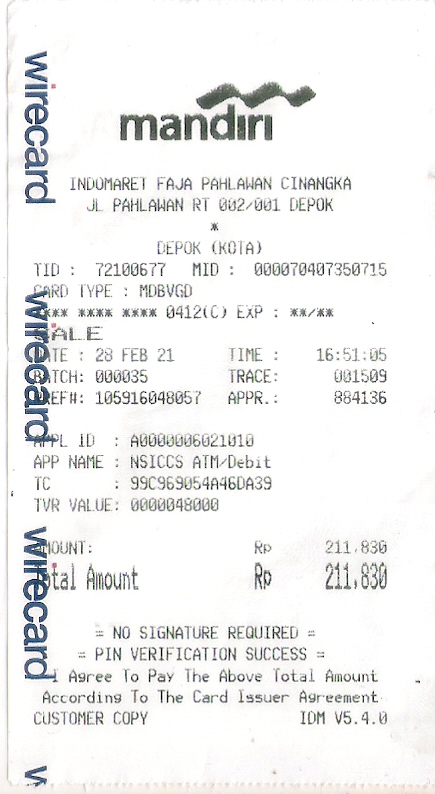 mandiri
INDOMARET FAJA PAHLAWAN CINANGKA
JL PAHLAWAN RT 002/001 DEPOK
*
DEPOK (KOTA)
TID : 72100677 MID : 000070407350715
CARD TYPE : MDBVGD
**** **** **** 0412(C) EXP : **/**
SALE
DATE : 28 FEB 21 TIME : 16:51:05
BATCH: 000035 TRACE: 001509
RREF#: 105916048057 APPR.: 884136
APPL ID : A0000006021010
APP NAME : NSICCS ATM/Debit
TC : 99C969054A46DA39
TVR VALUE: 0000048000
AMOUNT: Rp 211.830
Total Amount Rp 211.830
= NO SIGNATURE REQUIRED =
= PIN VERIFICATION SUCCESS =
I Agree To Pay The Above Total Amount
According To The Card Issuer Agreement
CUSTOMER COPY IDM V5.4.0
wirecard
wirecard
wirecard
w